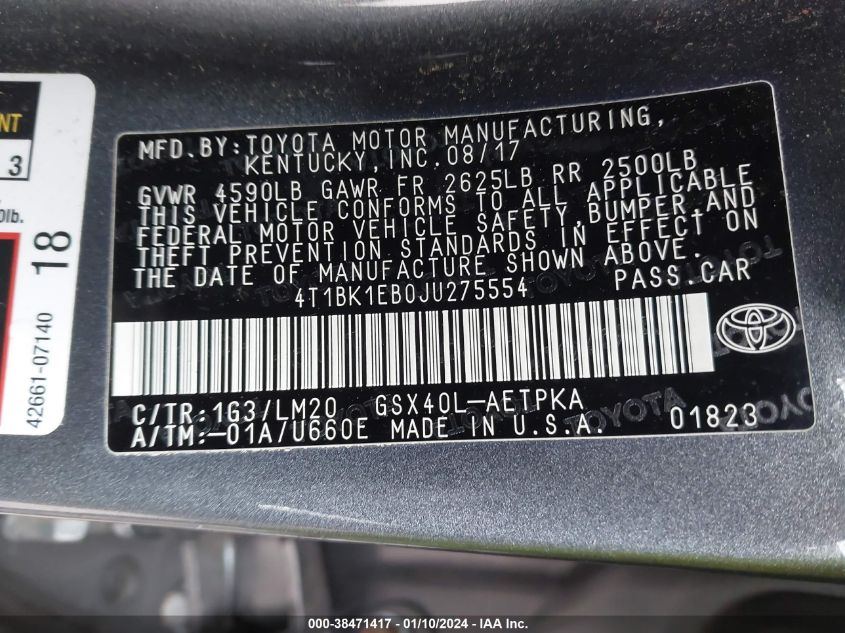 NT
3
0lb.
42661-07140 18
MFD.BY:TOYOTA MOTOR MANUFACTURING,
KENTUCKY,INC.08/17
GVWR 4590LB GAWR FR 2625LB RR 2500LB
THIS VEHICLE CONFORMS TO ALL APPLICABLE
FEDERAL MOTOR VEHICLE SAFETY,BUMPER,AND
THEFT PREVENTION STANDARDS IN EFFECT ON
THE DATE OF MANUFACTURE SHOWN ABOVE.
4T1BK1EB0JU275554 PASS.CAR
C/TR:1G3/LM20 GSX40L-AETPKA
A/TM:-01A/U660E MADE IN U.S.A. 01823
000-38471417 - 01/10/2024 - IAA, Inc.